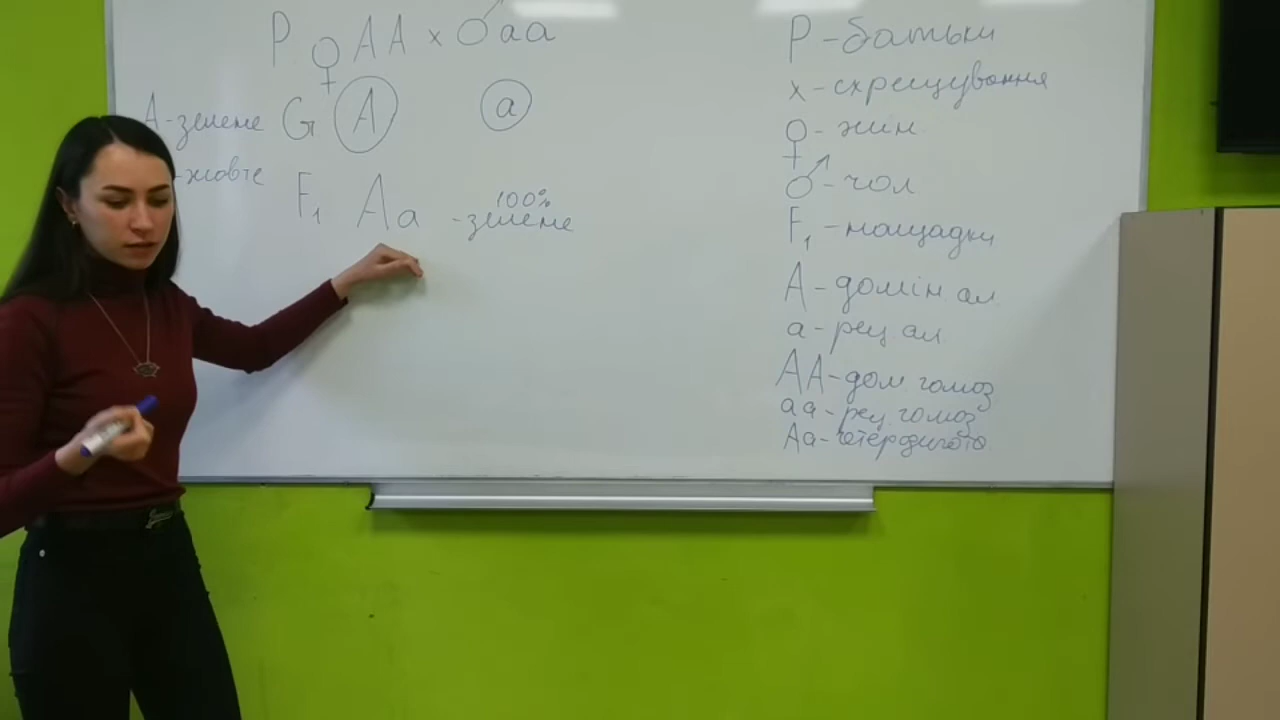 P ♀ AA x ♂ aa
A-зелене G A a
-жовте
F₁ Aa -зелене 100%
P - батьки
x - схрещування
♀ - жін.
♂ - чол
F₁ - нащадки
A - домін ал
a - рец ал
AA - дом гомоз
aa - рец гомоз
Aa - гетерозигота